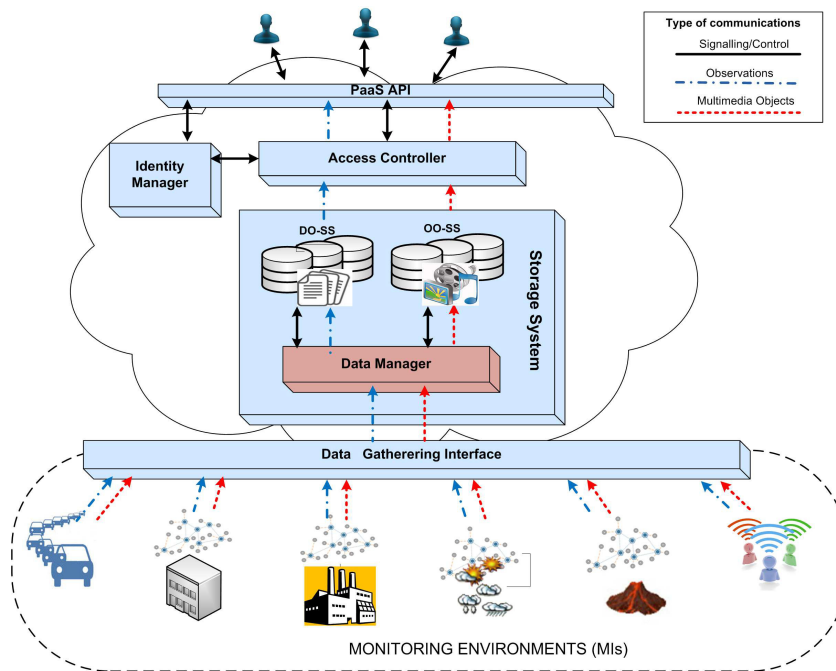 Type of communications
Signalling/Control
Observations
Multimedia Objects
PaaS API
Identity
Manager
Access Controller
DO-SS
OO-SS
Storage System
Data Manager
Data Gatherering Interface
MONITORING ENVIRONMENTS (MIs)